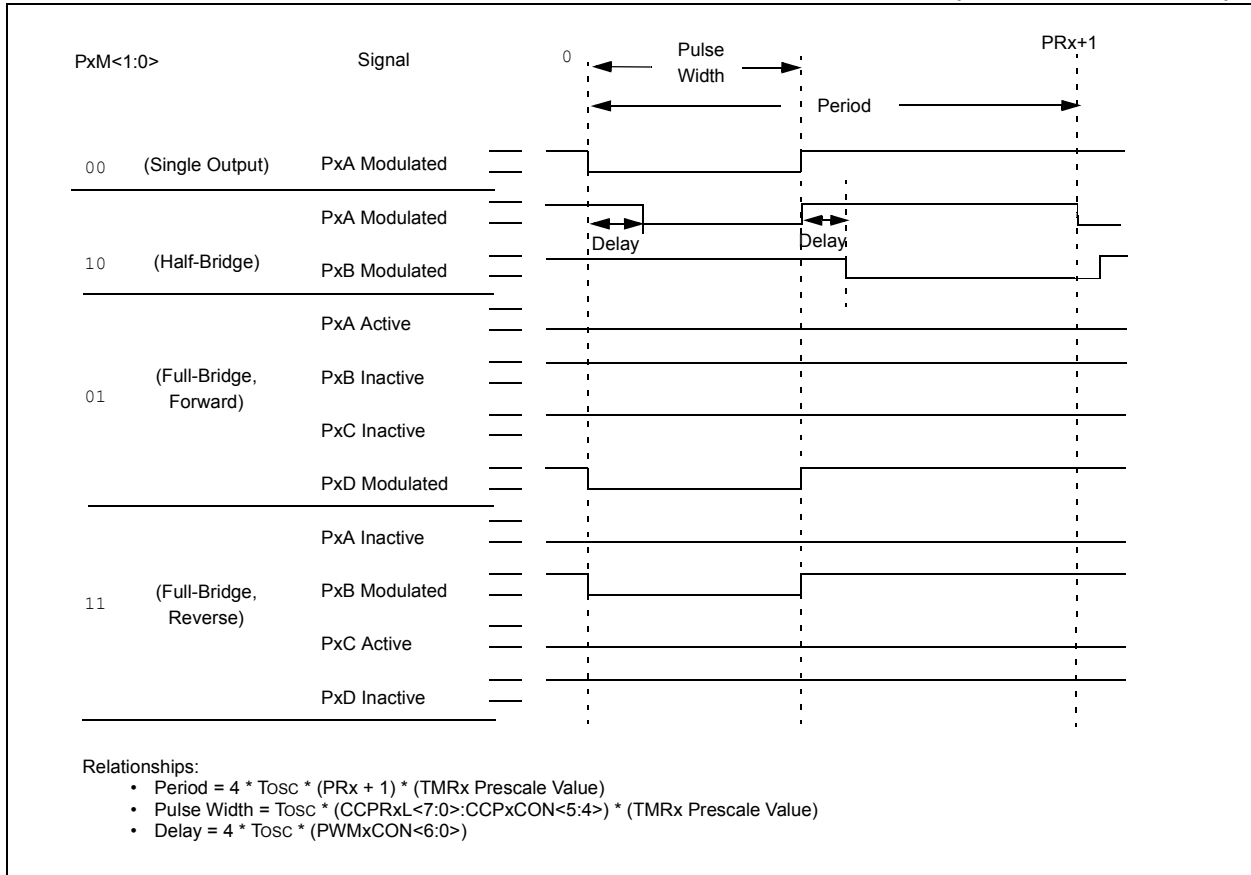 PxM<1:0>
Signal
0
Pulse
Width
PRx+1
Period
00
(Single Output)
PxA Modulated
PxA Modulated
Delay
Delay
10
(Half-Bridge)
PxB Modulated
PxA Active
01
(Full-Bridge,
Forward)
PxB Inactive
PxC Inactive
PxD Modulated
PxA Inactive
11
(Full-Bridge,
Reverse)
PxB Modulated
PxC Active
PxD Inactive
Relationships:
• Period = 4 * TOSC * (PRx + 1) * (TMRx Prescale Value)
• Pulse Width = TOSC * (CCPRxL<7:0>:CCPxCON<5:4>) * (TMRx Prescale Value)
• Delay = 4 * TOSC * (PWMxCON<6:0>)